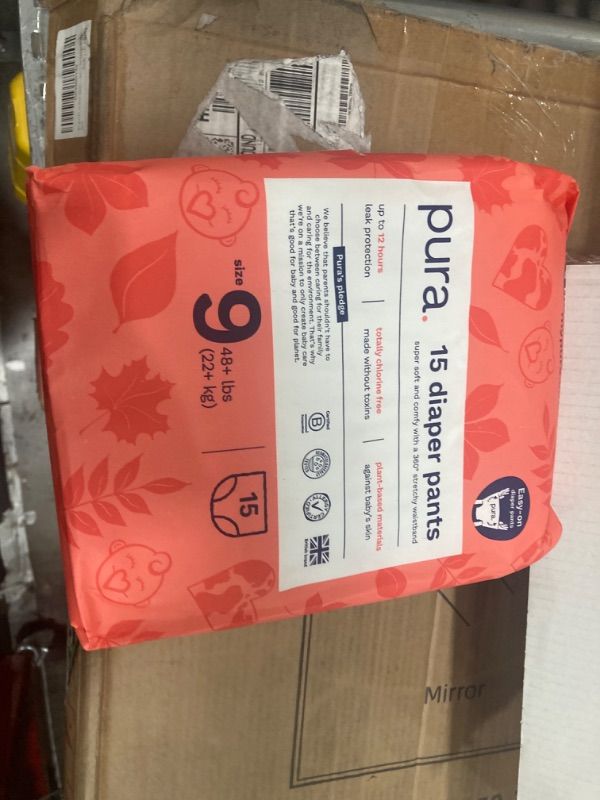 pura.
15 diaper pants
super soft and comfy with a 360° stretchy waistband
Easy-on
diaper pants
pura.
up to 12 hours
leak protection
totally chlorine free
made without toxins
plant-based materials
against baby's skin
Pura's pledge
We believe that parents shouldn't have to
choose between caring for their family
and caring for the environment. That's why
we're on a mission to only create baby care
that's good for baby and good for planet.
Certified
B
Corporation
British brand
size
9
48+ lbs
(22+ kg)
15
Mirror